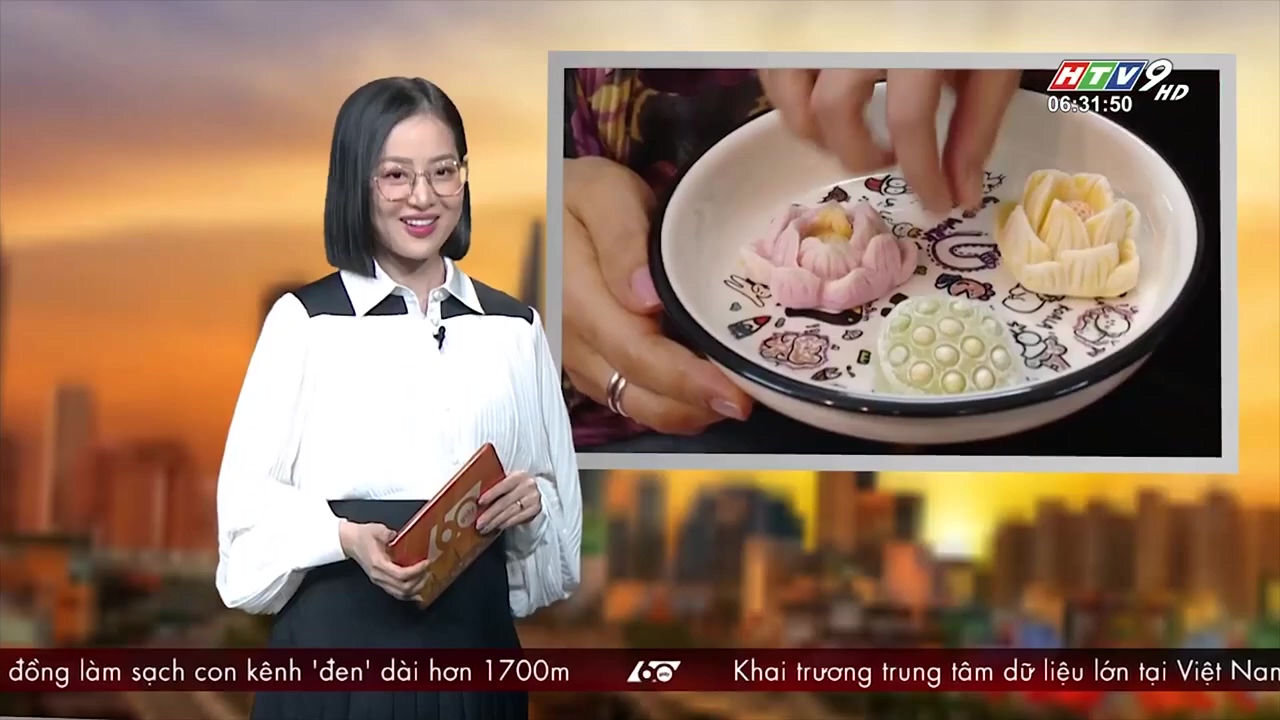 HTV9 HD
06:31:50
đồng làm sạch con kênh 'đen' dài hơn 1700m
60
Khai trương trung tâm dữ liệu lớn tại Việt Nam